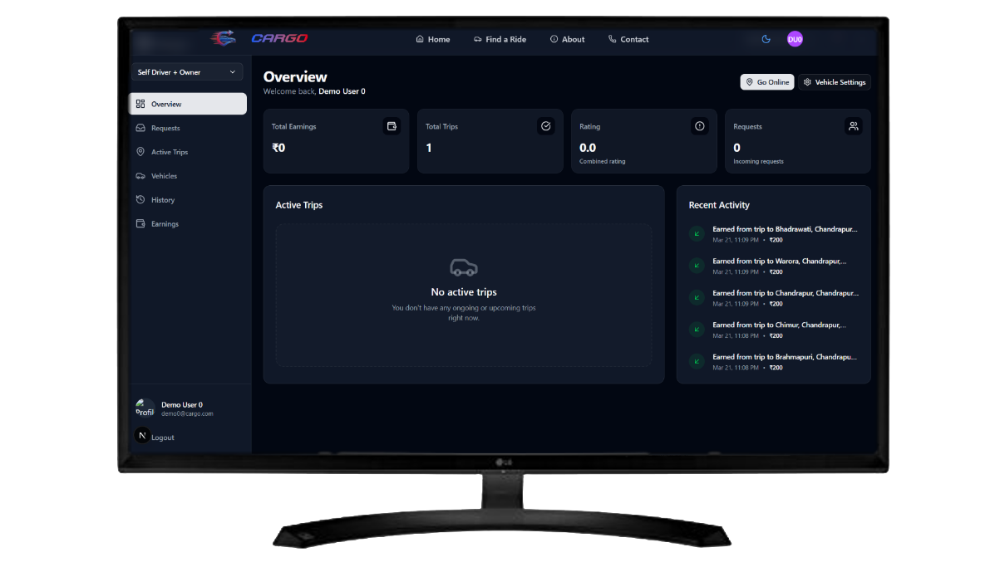 CARGO
Home
Find a Ride
About
Contact
DU0
Self Driver + Owner
Overview
Requests
Active Trips
Vehicles
History
Earnings
Demo User 0
demo0@cargo.com
Profil
N
Logout
Overview
Welcome back, Demo User 0
Go Online
Vehicle Settings
Total Earnings
₹0
Total Trips
1
Rating
0.0
Combined rating
Requests
0
Incoming requests
Active Trips
No active trips
You don't have any ongoing or upcoming trips
right now.
Recent Activity
Earned from trip to Bhadrawati, Chandrapur...
Mar 21, 11:09 PM • ₹200
Earned from trip to Warora, Chandrapur,...
Mar 21, 11:09 PM • ₹200
Earned from trip to Chandrapur, Chandrapur...
Mar 21, 11:09 PM • ₹200
Earned from trip to Chimur, Chandrapur,...
Mar 21, 11:08 PM • ₹200
Earned from trip to Brahmapuri, Chandrapu...
Mar 21, 11:08 PM • ₹200
LG